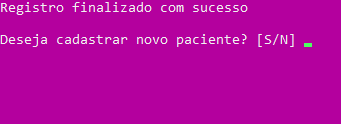 Registro finalizado com sucesso
Deseja cadastrar novo paciente? [S/N]